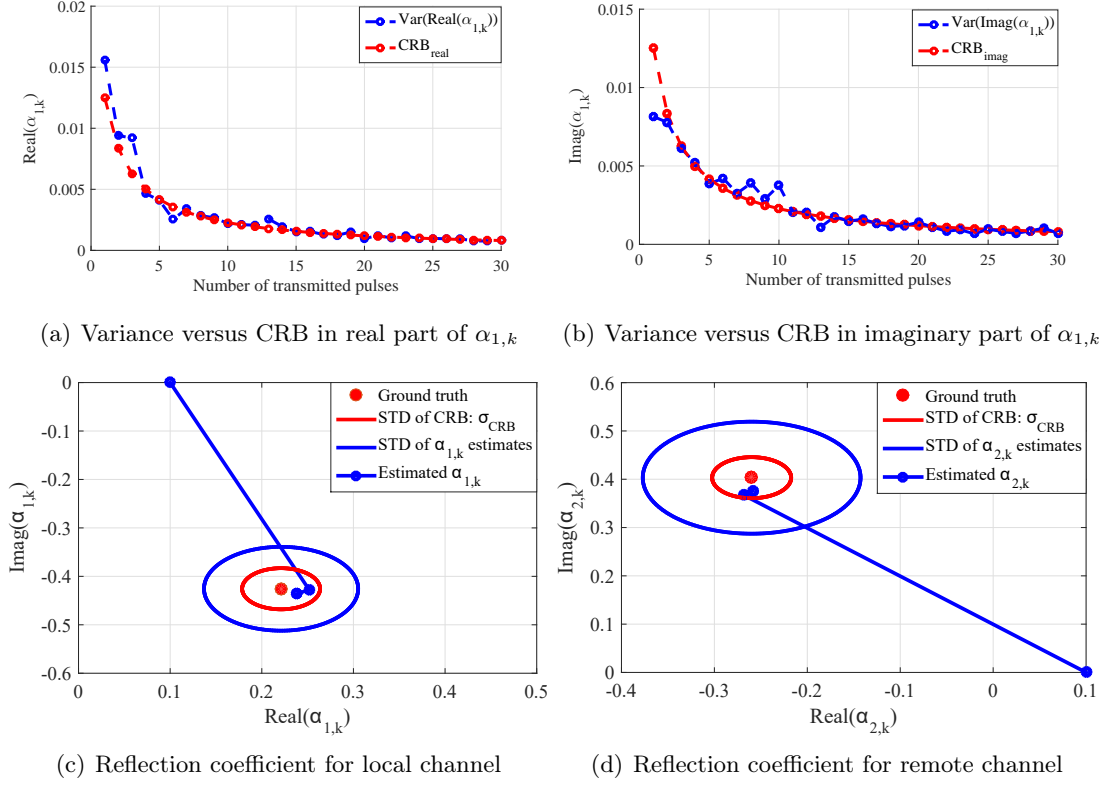 Var(Real(α1,k))
CRBreal
0.015
0.01
0.005
0
Real(α1,k)
0 5 10 15 20 25 30
Number of transmitted pulses
(a) Variance versus CRB in real part of α1,k
Var(Imag(α1,k))
CRBimag
0.015
0.01
0.005
0
Imag(α1,k)
0 5 10 15 20 25 30
Number of transmitted pulses
(b) Variance versus CRB in imaginary part of α1,k
Ground truth
STD of CRB: σCRB
STD of α1,k estimates
Estimated α1,k
0
-0.1
-0.2
-0.3
-0.4
-0.5
-0.6
Imag(α1,k)
0 0.1 0.2 0.3 0.4 0.5
Real(α1,k)
(c) Reflection coefficient for local channel
Ground truth
STD of CRB: σCRB
STD of α2,k estimates
Estimated α2,k
0.6
0.5
0.4
0.3
0.2
0.1
0
Imag(α2,k)
-0.4 -0.3 -0.2 -0.1 0 0.1
Real(α2,k)
(d) Reflection coefficient for remote channel